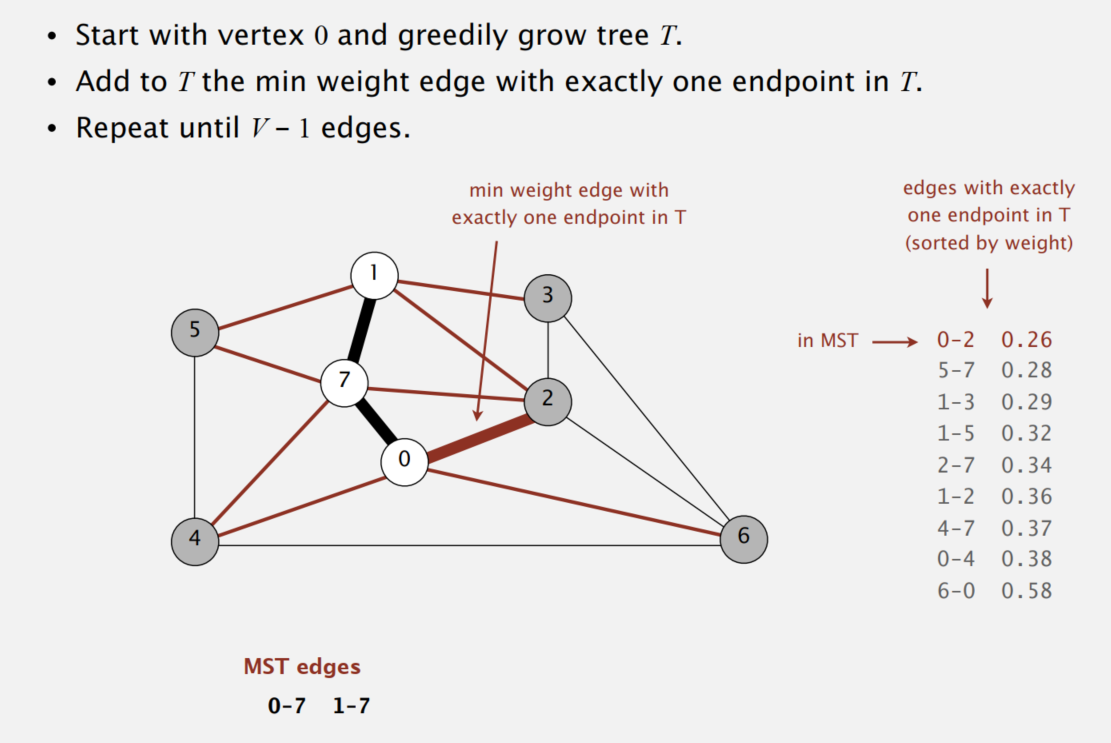 • Start with vertex 0 and greedily grow tree T.
• Add to T the min weight edge with exactly one endpoint in T.
• Repeat until V – 1 edges.
min weight edge with
exactly one endpoint in T
edges with exactly
one endpoint in T
(sorted by weight)
1
3
5
7
2
0
4
6
in MST
0-2 0.26
5-7 0.28
1-3 0.29
1-5 0.32
2-7 0.34
1-2 0.36
4-7 0.37
0-4 0.38
6-0 0.58
MST edges
0-7 1-7